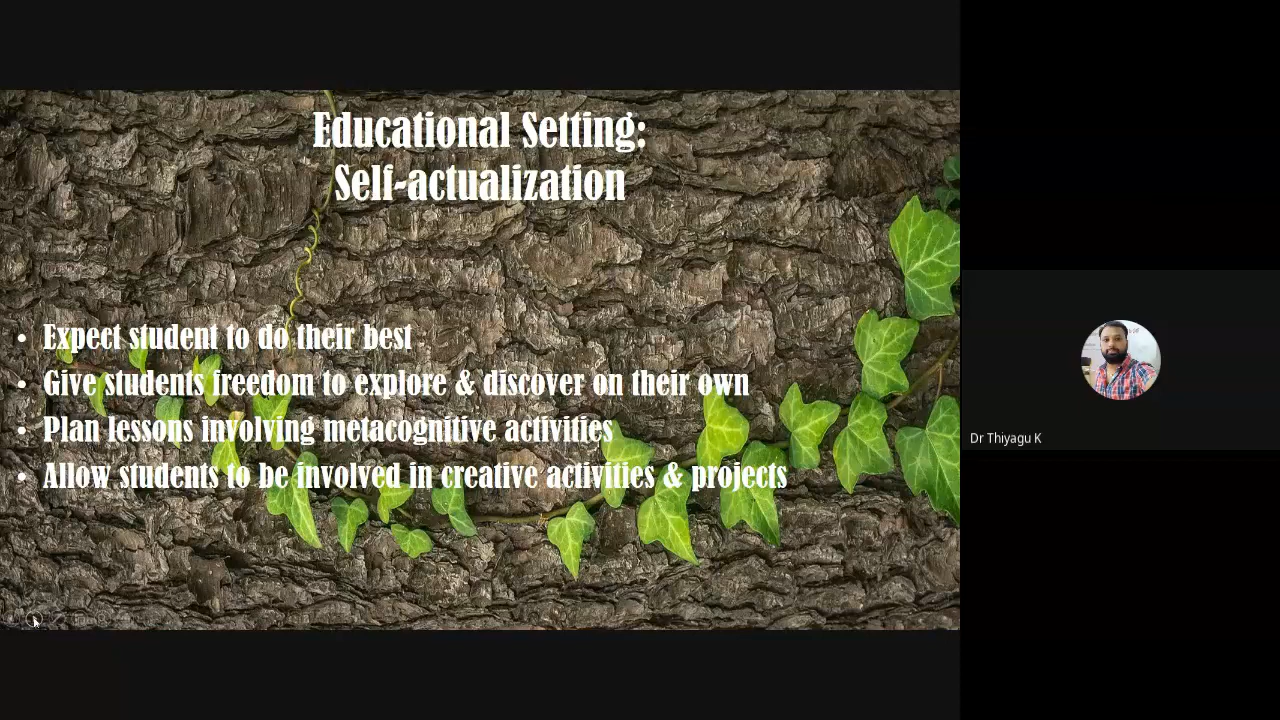 Educational Setting:
Self-actualization
• Expect student to do their best
• Give students freedom to explore & discover on their own
• Plan lessons involving metacognitive activities
• Allow students to be involved in creative activities & projects
Dr Thiyagu K